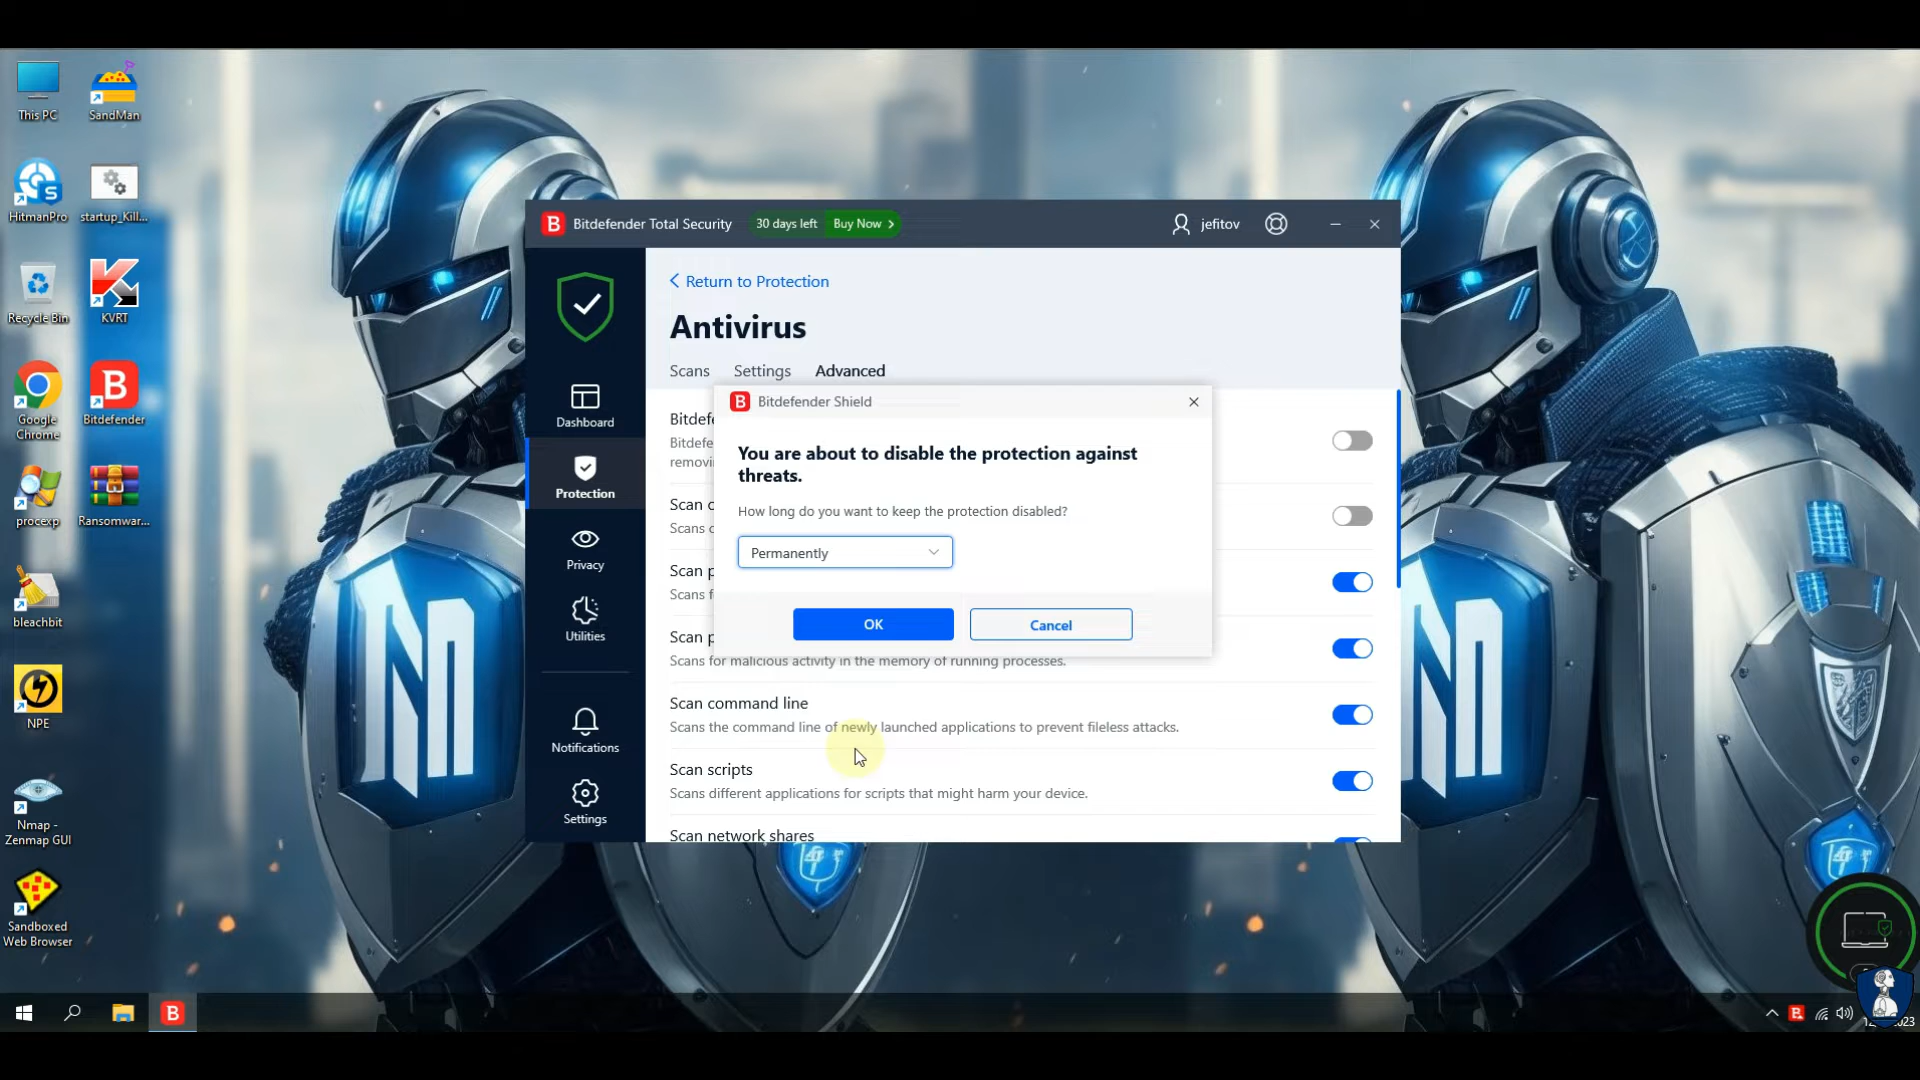 This PC
SandMan
HitmanPro
startup_Kill...
Recycle Bin
KVRT
Google
Chrome
Bitdefender
procexp
Ransomwar...
bleachbit
NPE
Nmap -
Zenmap GUI
Sandboxed
Web Browser
B Bitdefender Total Security
30 days left
Buy Now >
jefitov
Dashboard
Protection
Privacy
Utilities
Notifications
Settings
Return to Protection
Antivirus
Scans Settings Advanced
B Bitdefender Shield
You are about to disable the protection against
threats.
How long do you want to keep the protection disabled?
Permanently
OK
Cancel
Scans for malicious activity in the memory of running processes.
Scan command line
Scans the command line of newly launched applications to prevent fileless attacks.
Scan scripts
Scans different applications for scripts that might harm your device.
Scan network shares